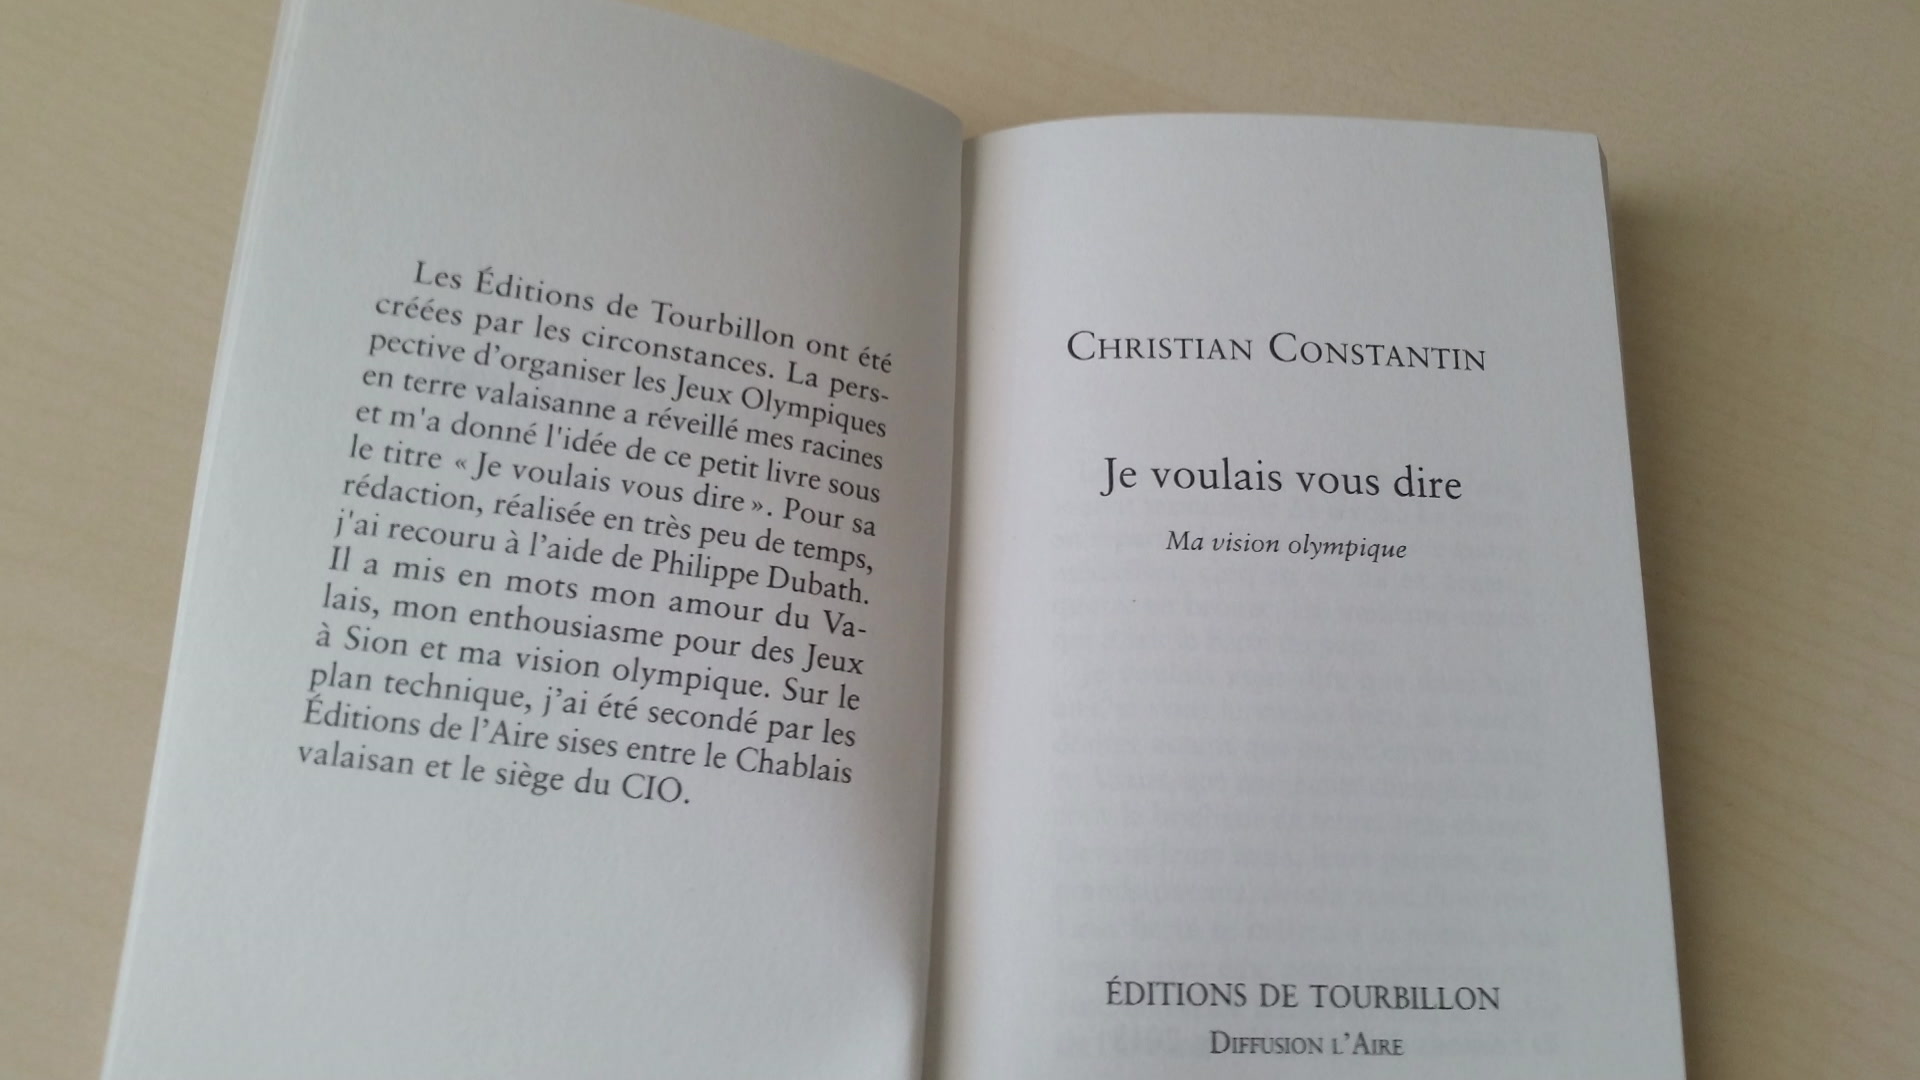 Les Éditions de Tourbillon ont été
créées par les circonstances. La pers-
pective d’organiser les Jeux Olympiques
en terre valaisanne a réveillé mes racines
et m'a donné l'idée de ce petit livre sous
le titre « Je voulais vous dire ». Pour sa
rédaction, réalisée en très peu de temps,
j'ai recouru à l’aide de Philippe Dubath.
Il a mis en mots mon amour du Va-
lais, mon enthousiasme pour des Jeux
à Sion et ma vision olympique. Sur le
plan technique, j’ai été secondé par les
Éditions de l’Aire sises entre le Chablais
valaisan et le siège du CIO.
CHRISTIAN CONSTANTIN
Je voulais vous dire
Ma vision olympique
ÉDITIONS DE TOURBILLON
DIFFUSION L’AIRE